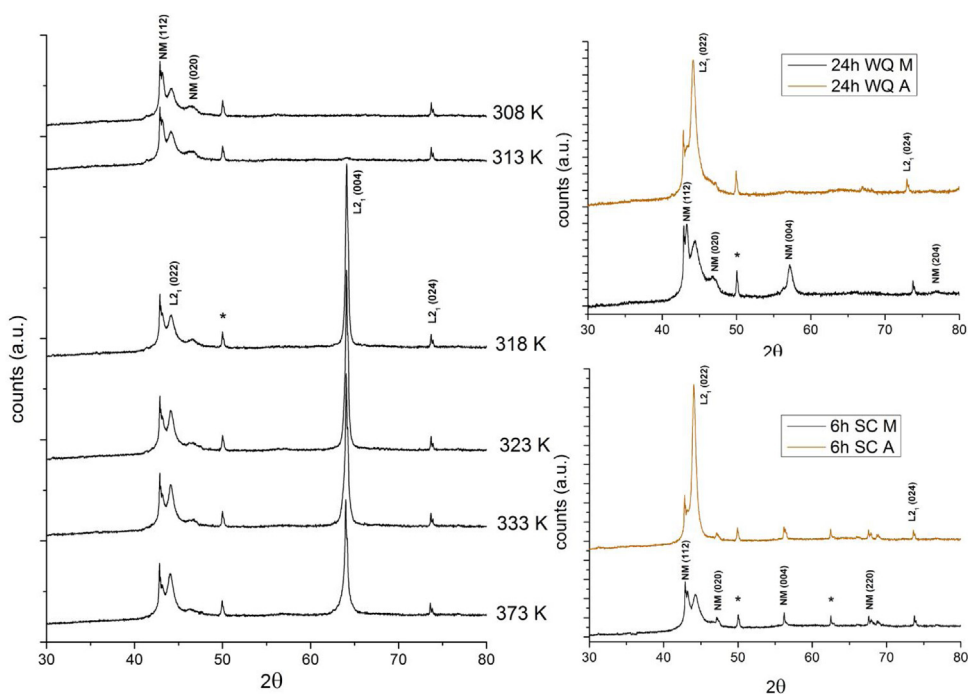 NM (112)
NM (020)
308 K
313 K
L2₁ (004)
L2₁ (022)
*
L2₁ (024)
318 K
323 K
333 K
373 K
counts (a.u.)
30 40 50 60 70 80
2θ
L2₁ (022)
24h WQ M
24h WQ A
L2₁ (024)
NM (112)
NM (020)
*
NM (004)
NM (204)
counts (a.u.)
30 40 50 60 70 80
2θ
L2₁ (022)
6h SC M
6h SC A
L2₁ (024)
NM (112)
NM (020)
*
NM (004)
*
NM (220)
counts (a.u.)
30 40 50 60 70 80
2θ